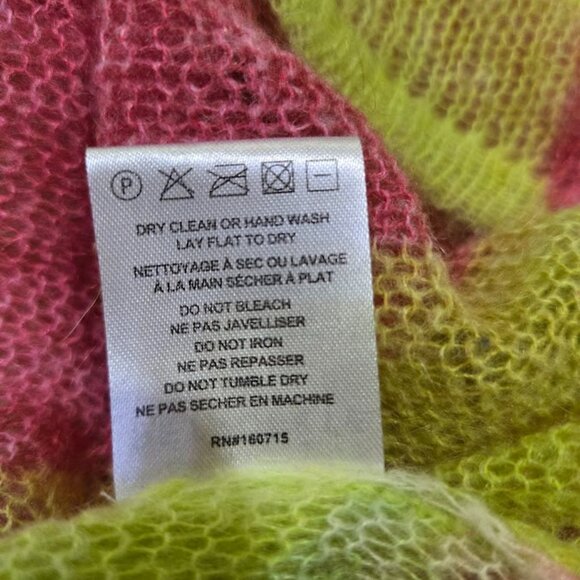 P
DRY CLEAN OR HAND WASH
LAY FLAT TO DRY
NETTOYAGE À SEC OU LAVAGE
À LA MAIN SÉCHER À PLAT
DO NOT BLEACH
NE PAS JAVELLISER
DO NOT IRON
NE PAS REPASSER
DO NOT TUMBLE DRY
NE PAS SECHER EN MACHINE
RN#160715